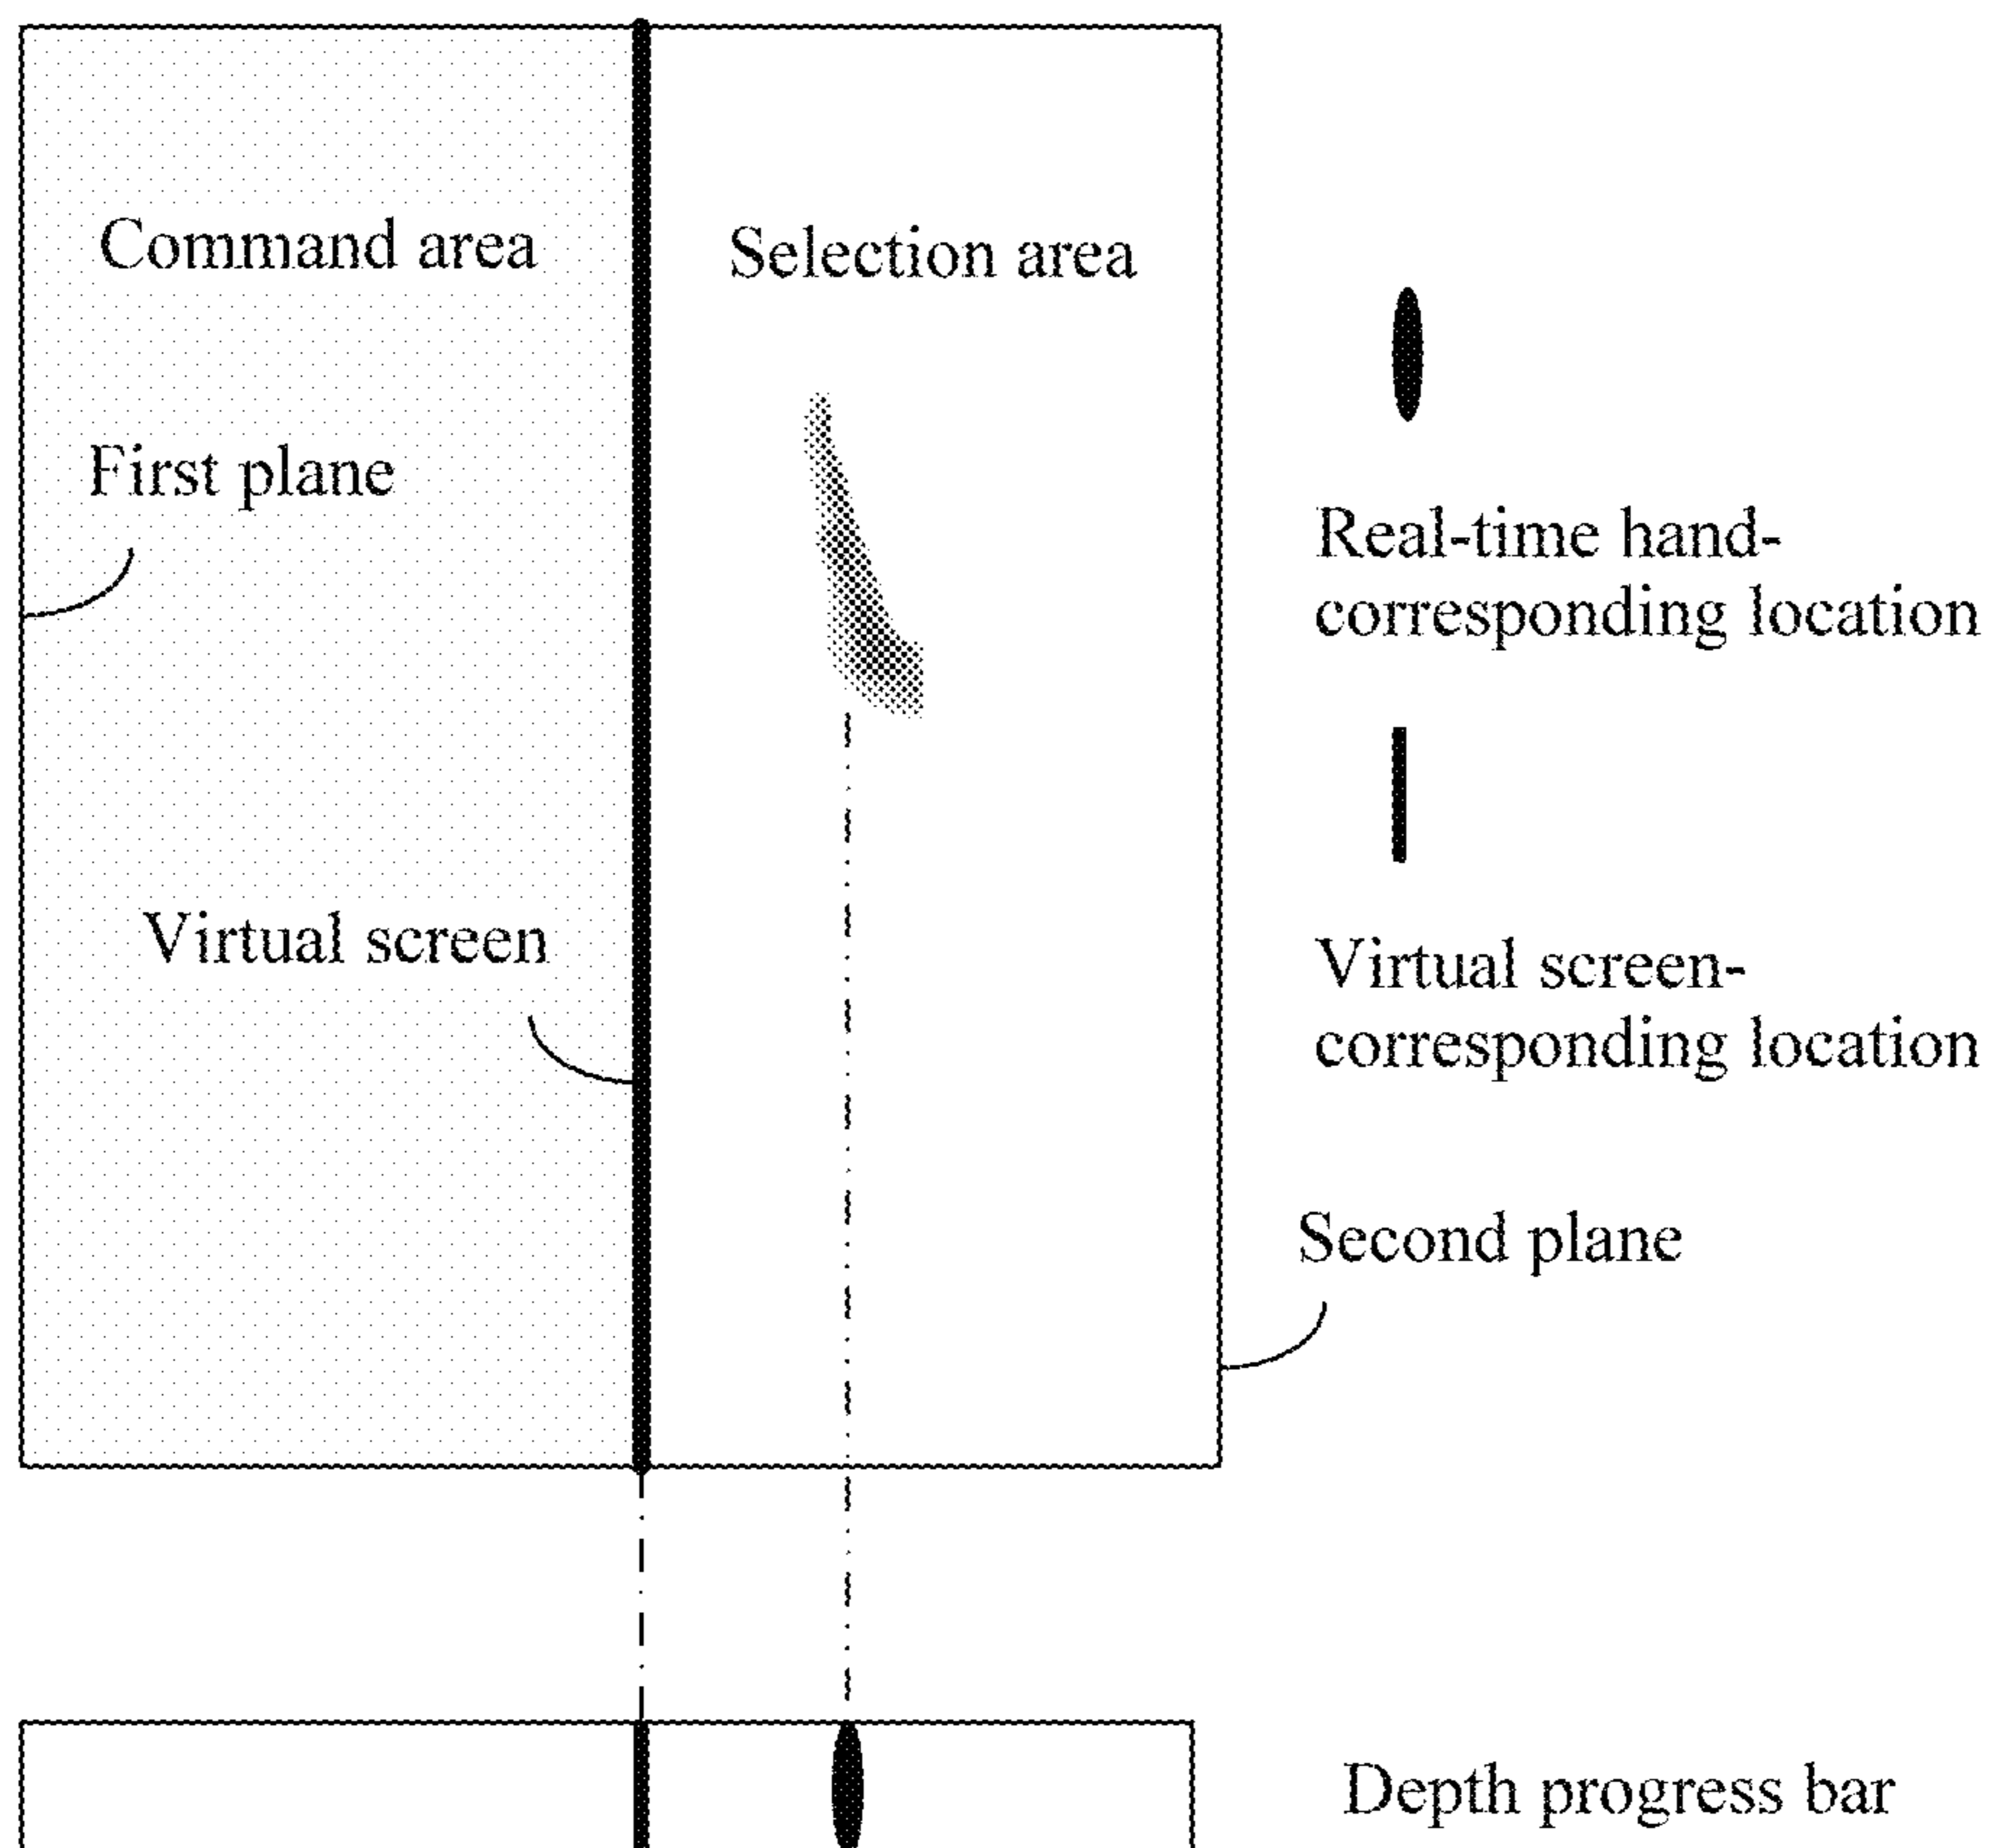 Command area
Selection area
First plane
Real-time hand-
corresponding location
Virtual screen
Virtual screen-
corresponding location
Second plane
Depth progress bar